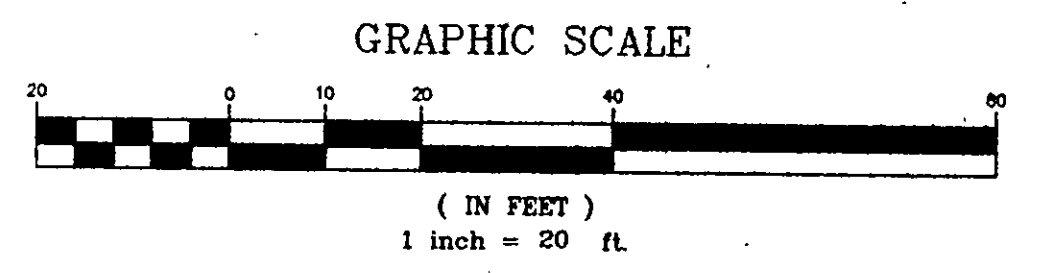 GRAPHIC SCALE
20 0 10 20 40 80
( IN FEET )
1 inch = 20 ft.